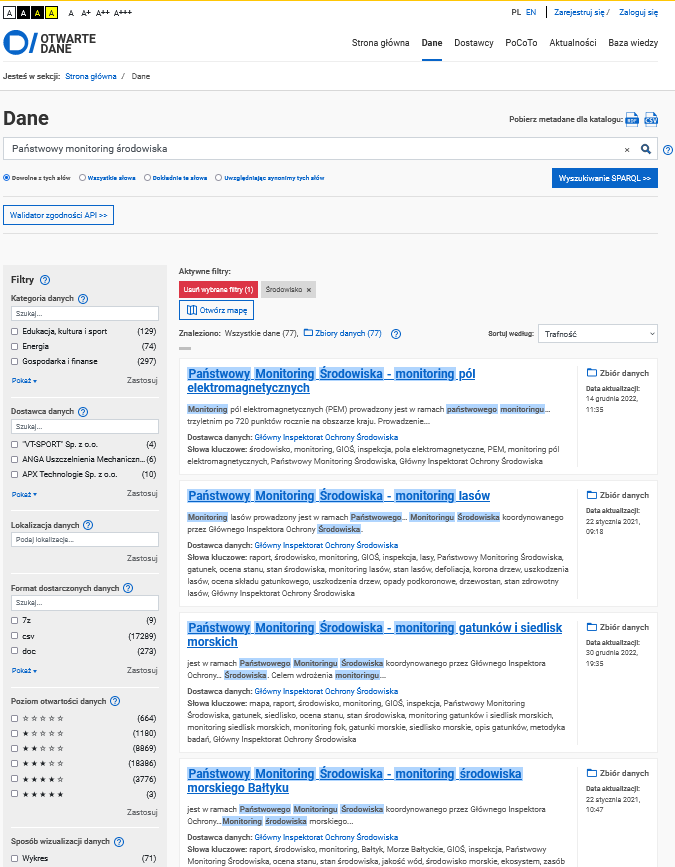 A A A A A A+ A++ A+++ PL EN Zarejestruj się / Zaloguj się
OTWARTE
DANE
Strona główna Dane Dostawcy PoCoTo Aktualności Baza wiedzy
Jesteś w sekcji: Strona główna / Dane
Dane
Pobierz metadane dla katalogu: CSV
Państwowy monitoring środowiska ×
Dowolne z tych słów Wszystkie słowa Dokładnie te słowa Uwzględniając synonimy tych słów Wyszukiwanie SPARQL >>
Walidator zgodności API >>
Filtry
Kategoria danych
Szukaj...
Edukacja, kultura i sport (129)
Energia (74)
Gospodarka i finanse (297)
Pokaż Zastosuj
Dostawca danych
Szukaj...
"VT-SPORT" Sp. z o.o. (4)
ANGA Uszczelnienia Mechaniczn... (6)
APX Technologie Sp. z o.o. (10)
Pokaż Zastosuj
Lokalizacja danych
Podaj lokalizację...
Zastosuj
Format dostarczonych danych
Szukaj...
7z (9)
csv (17289)
doc (273)
Pokaż Zastosuj
Poziom otwartości danych
☆ ☆ ☆ ☆ ☆ (664)
★ ☆ ☆ ☆ ☆ (1180)
★ ★ ☆ ☆ ☆ (8869)
★ ★ ★ ☆ ☆ (18386)
★ ★ ★ ★ ☆ (3776)
★ ★ ★ ★ ★ (3)
Zastosuj
Sposób wizualizacji danych
Wykres (71)
Aktywne filtry:
Usuń wybrane filtry (1) Środowisko ×
Otwórz mapę
Znaleziono: Wszystkie dane (77), Zbiory danych (77) Sortuj według: Trafność
Państwowy Monitoring Środowiska - monitoring pól
elektromagnetycznych
Monitoring pól elektromagnetycznych (PEM) prowadzony jest w ramach państwowego monitoringu...
trzyletnim po 720 punktów rocznie na obszarze kraju. Prowadzenie...
Dostawca danych: Główny Inspektorat Ochrony Środowiska
Słowa kluczowe: środowisko, monitoring, GIOŚ, inspekcja, pola elektromagnetyczne, PEM, monitoring pól
elektromagnetycznych, Państwowy Monitoring Środowiska, Główny Inspektorat Ochrony Środowiska
Zbiór danych
Data aktualizacji:
14 grudnia 2022,
11:35
Państwowy Monitoring Środowiska - monitoring lasów
Monitoring lasów prowadzony jest w ramach Państwowego... Monitoringu Środowiska koordynowanego
przez Głównego Inspektora Ochrony Środowiska.
Dostawca danych: Główny Inspektorat Ochrony Środowiska
Słowa kluczowe: raport, środowisko, monitoring, GIOŚ, inspekcja, lasy, Państwowy Monitoring Środowiska,
gatunek, ocena stanu, stan środowiska, monitoring lasów, stan lasów, defoliacja, korona drzew, uszkodzenia
lasów, ocena składu gatunkowego, uszkodzenia drzew, opady podkoronowe, drzewostan, stan zdrowotny
lasów, Główny Inspektorat Ochrony Środowiska
Zbiór danych
Data aktualizacji:
22 stycznia 2021,
09:18
Państwowy Monitoring Środowiska - monitoring gatunków i siedlisk
morskich
jest w ramach Państwowego Monitoringu Środowiska koordynowanego przez Głównego Inspektora
Ochrony... Środowiska. Celem wdrożenia monitoringu...
Dostawca danych: Główny Inspektorat Ochrony Środowiska
Słowa kluczowe: mapa, raport, środowisko, monitoring, GIOŚ, inspekcja, Państwowy Monitoring
Środowiska, gatunek, siedlisko, ocena stanu, stan środowiska, monitoring gatunków i siedlisk morskich,
monitoring siedlisk morskich, monitoring fok, gatunki morskie, siedlisko morskie, opis gatunków, metodyka
badań, Główny Inspektorat Ochrony Środowiska
Zbiór danych
Data aktualizacji:
30 grudnia 2022,
19:35
Państwowy Monitoring Środowiska - monitoring środowiska
morskiego Bałtyku
jest w ramach Państwowego Monitoringu Środowiska koordynowanego przez Głównego Inspektora
Ochrony...Monitoring środowiska morskiego...
Dostawca danych: Główny Inspektorat Ochrony Środowiska
Słowa kluczowe: raport, środowisko, monitoring, Bałtyk, Morze Bałtyckie, GIOŚ, inspekcja, Państwowy
Monitoring Środowiska, ocena stanu, stan środowiska, jakość wód, środowisko morskie, ekosystem, zasób
Zbiór danych
Data aktualizacji:
22 stycznia 2021,
10:47